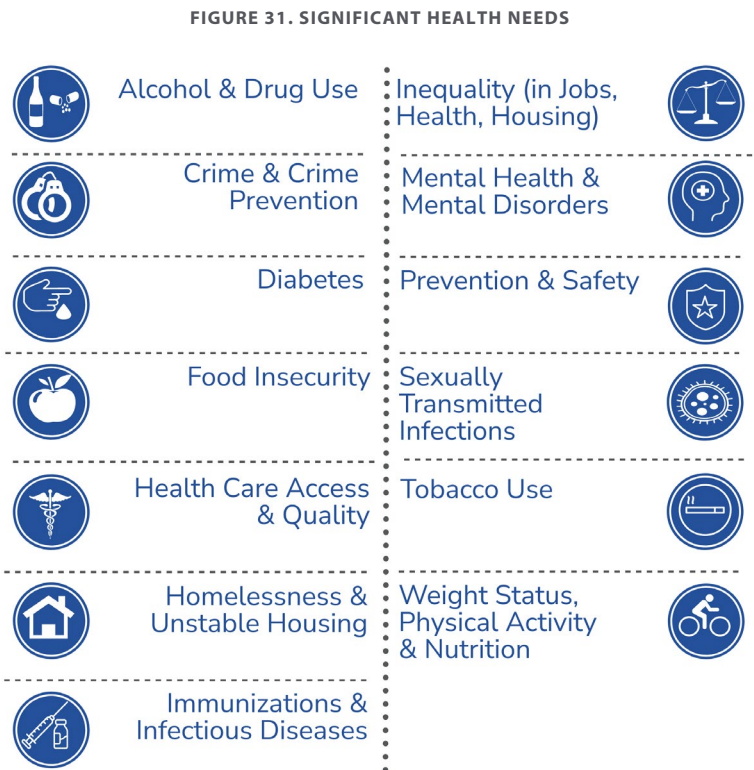 FIGURE 31. SIGNIFICANT HEALTH NEEDS
Alcohol & Drug Use
Crime & Crime
Prevention
Diabetes
Food Insecurity
Health Care Access
& Quality
Homelessness &
Unstable Housing
Immunizations &
Infectious Diseases
Inequality (in Jobs,
Health, Housing)
Mental Health &
Mental Disorders
Prevention & Safety
Sexually
Transmitted
Infections
Tobacco Use
Weight Status,
Physical Activity
& Nutrition